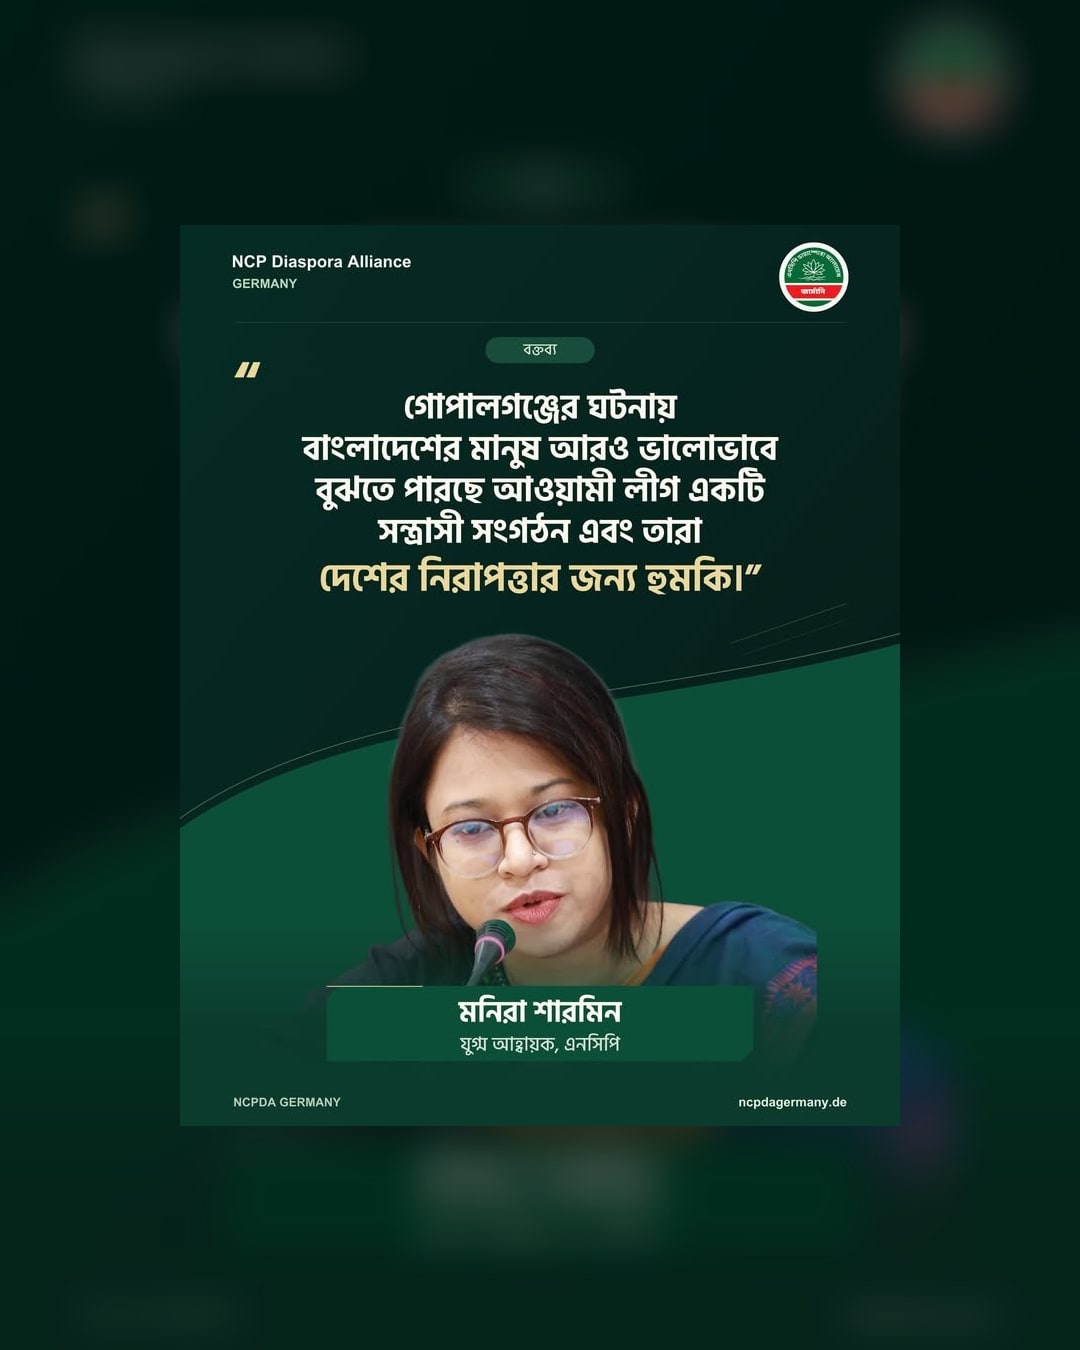 NCP Diaspora Alliance
GERMANY
এনসিপি ডায়াস্পোরা অ্যালায়েন্স
জার্মানি
বক্তব্য
“
গোপালগঞ্জের ঘটনায়
বাংলাদেশের মানুষ আরও ভালোভাবে
বুঝতে পারছে আওয়ামী লীগ একটি
সন্ত্রাসী সংগঠন এবং তারা
দেশের নিরাপত্তার জন্য হুমকি।”
মনিরা শারমিন
যুগ্ম আহ্বায়ক, এনসিপি
NCPDA GERMANY
ncpdagermany.de